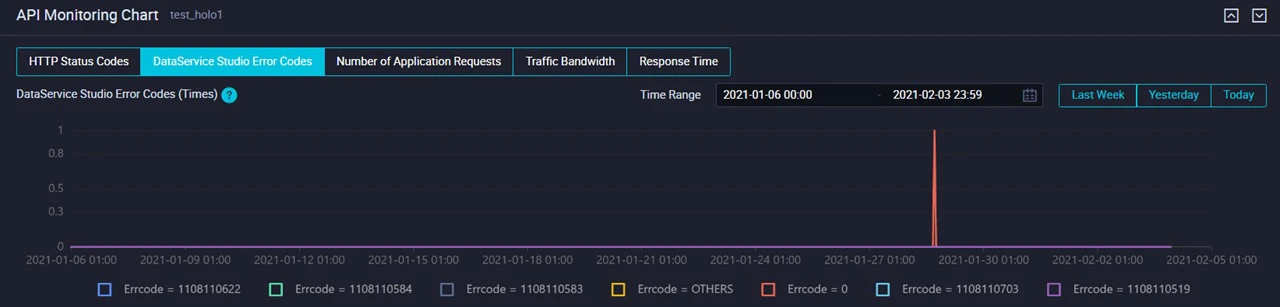 API Monitoring Chart test_holo1
HTTP Status Codes DataService Studio Error Codes Number of Application Requests Traffic Bandwidth Response Time
DataService Studio Error Codes (Times) ? Time Range 2021-01-06 00:00 - 2021-02-03 23:59 Last Week Yesterday Today
1
0.8
0.5
0.3
0
2021-01-06 01:00 2021-01-09 01:00 2021-01-12 01:00 2021-01-15 01:00 2021-01-18 01:00 2021-01-21 01:00 2021-01-24 01:00 2021-01-27 01:00 2021-01-30 01:00 2021-02-02 01:00 2021-02-05 01:00
Errcode = 1108110622 Errcode = 1108110584 Errcode = 1108110583 Errcode = OTHERS Errcode = 0 Errcode = 1108110703 Errcode = 1108110519